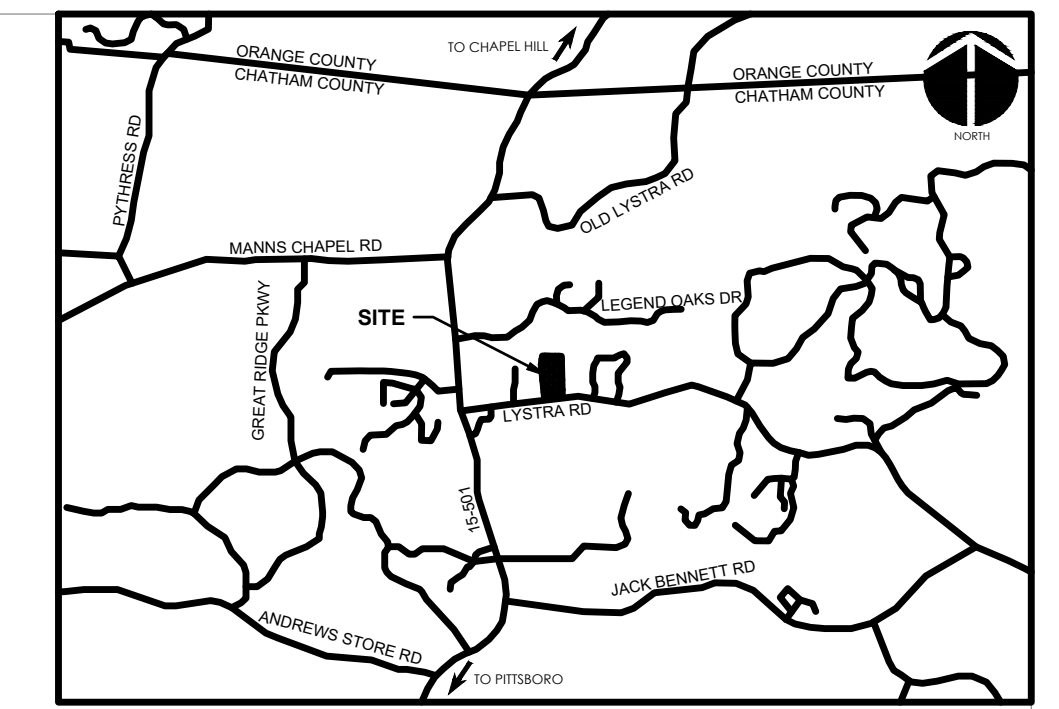 TO CHAPEL HILL
ORANGE COUNTY
CHATHAM COUNTY
ORANGE COUNTY
CHATHAM COUNTY
NORTH
PYTHRESS RD
OLD LYSTRA RD
MANNS CHAPEL RD
GREAT RIDGE PKWY
LEGEND OAKS DR
SITE
LYSTRA RD
15-501
JACK BENNETT RD
ANDREWS STORE RD
TO PITTSBORO